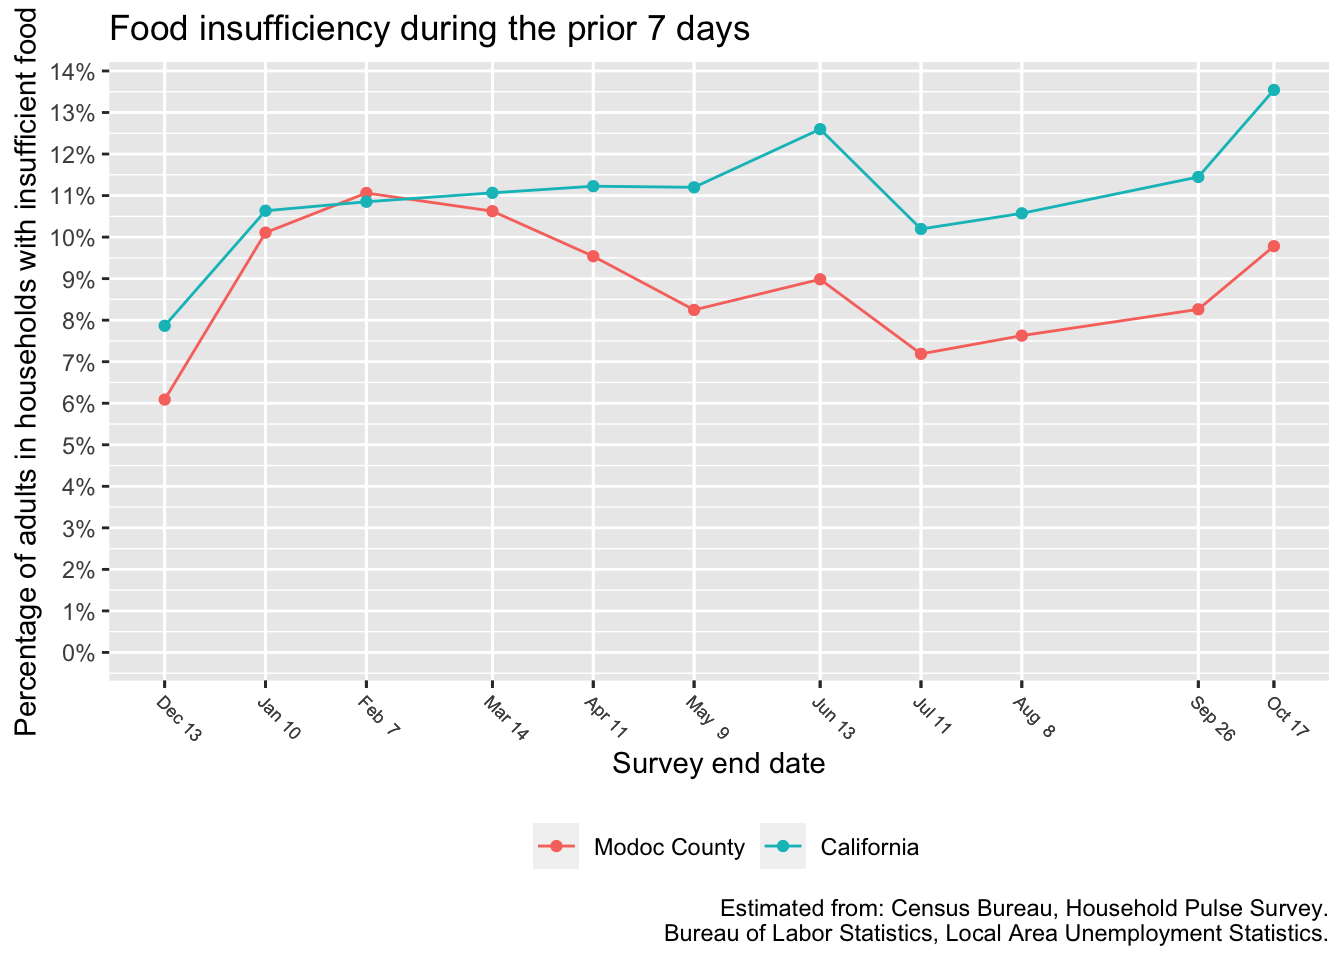 Food insufficiency during the prior 7 days
Percentage of adults in households with insufficient food
14%
13%
12%
11%
10%
9%
8%
7%
6%
5%
4%
3%
2%
1%
0%
Dec 13
Jan 10
Feb 7
Mar 14
Apr 11
May 9
Jun 13
Jul 11
Aug 8
Sep 26
Oct 17
Survey end date
Modoc County
California
Estimated from: Census Bureau, Household Pulse Survey.
Bureau of Labor Statistics, Local Area Unemployment Statistics.